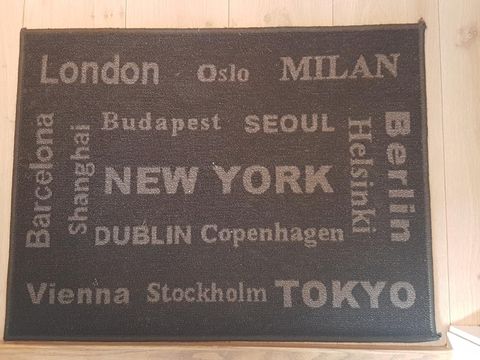 London Oslo MILAN
Barcelona
Shanghai
Budapest SEOUL
NEW YORK
DUBLIN Copenhagen
Helsinki
Berlin
Vienna Stockholm TOKYO